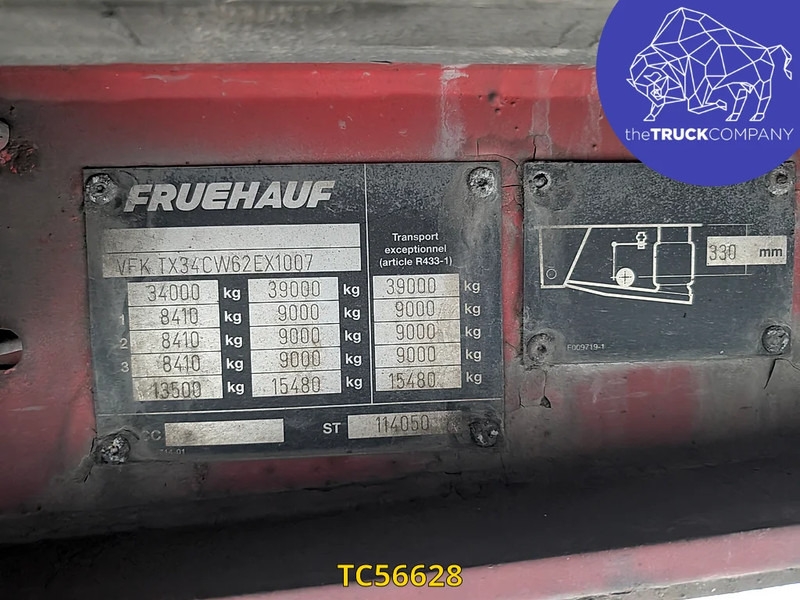 theTRUCKCOMPANY
FRUEHAUF
VFK TX34CW62EX1007
Transport
exceptionnel
(article R433-1)
34000 kg 39000 kg 39000 kg
1 8410 kg 9000 kg 9000 kg
2 8410 kg 9000 kg 9000 kg
3 8410 kg 9000 kg 9000 kg
13500 kg 15480 kg 15480 kg
ST 114050
330 mm
F009719-1
TC56628